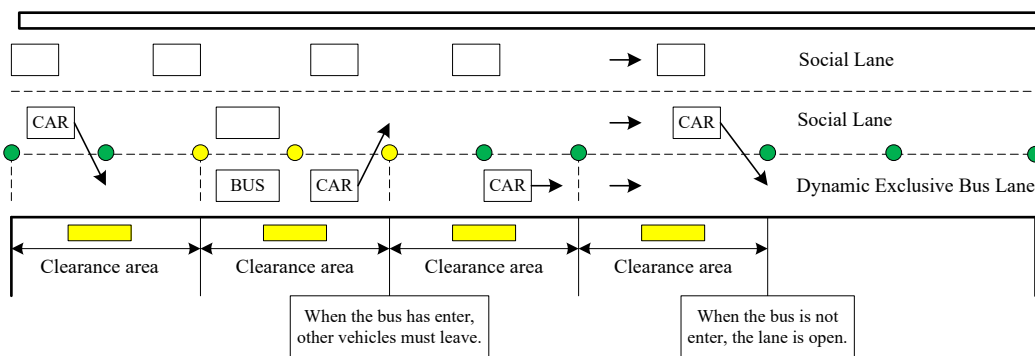 Social Lane
CAR
CAR
Social Lane
BUS
CAR
CAR
Dynamic Exclusive Bus Lane
Clearance area
Clearance area
Clearance area
Clearance area
When the bus has enter,
other vehicles must leave.
When the bus is not
enter, the lane is open.